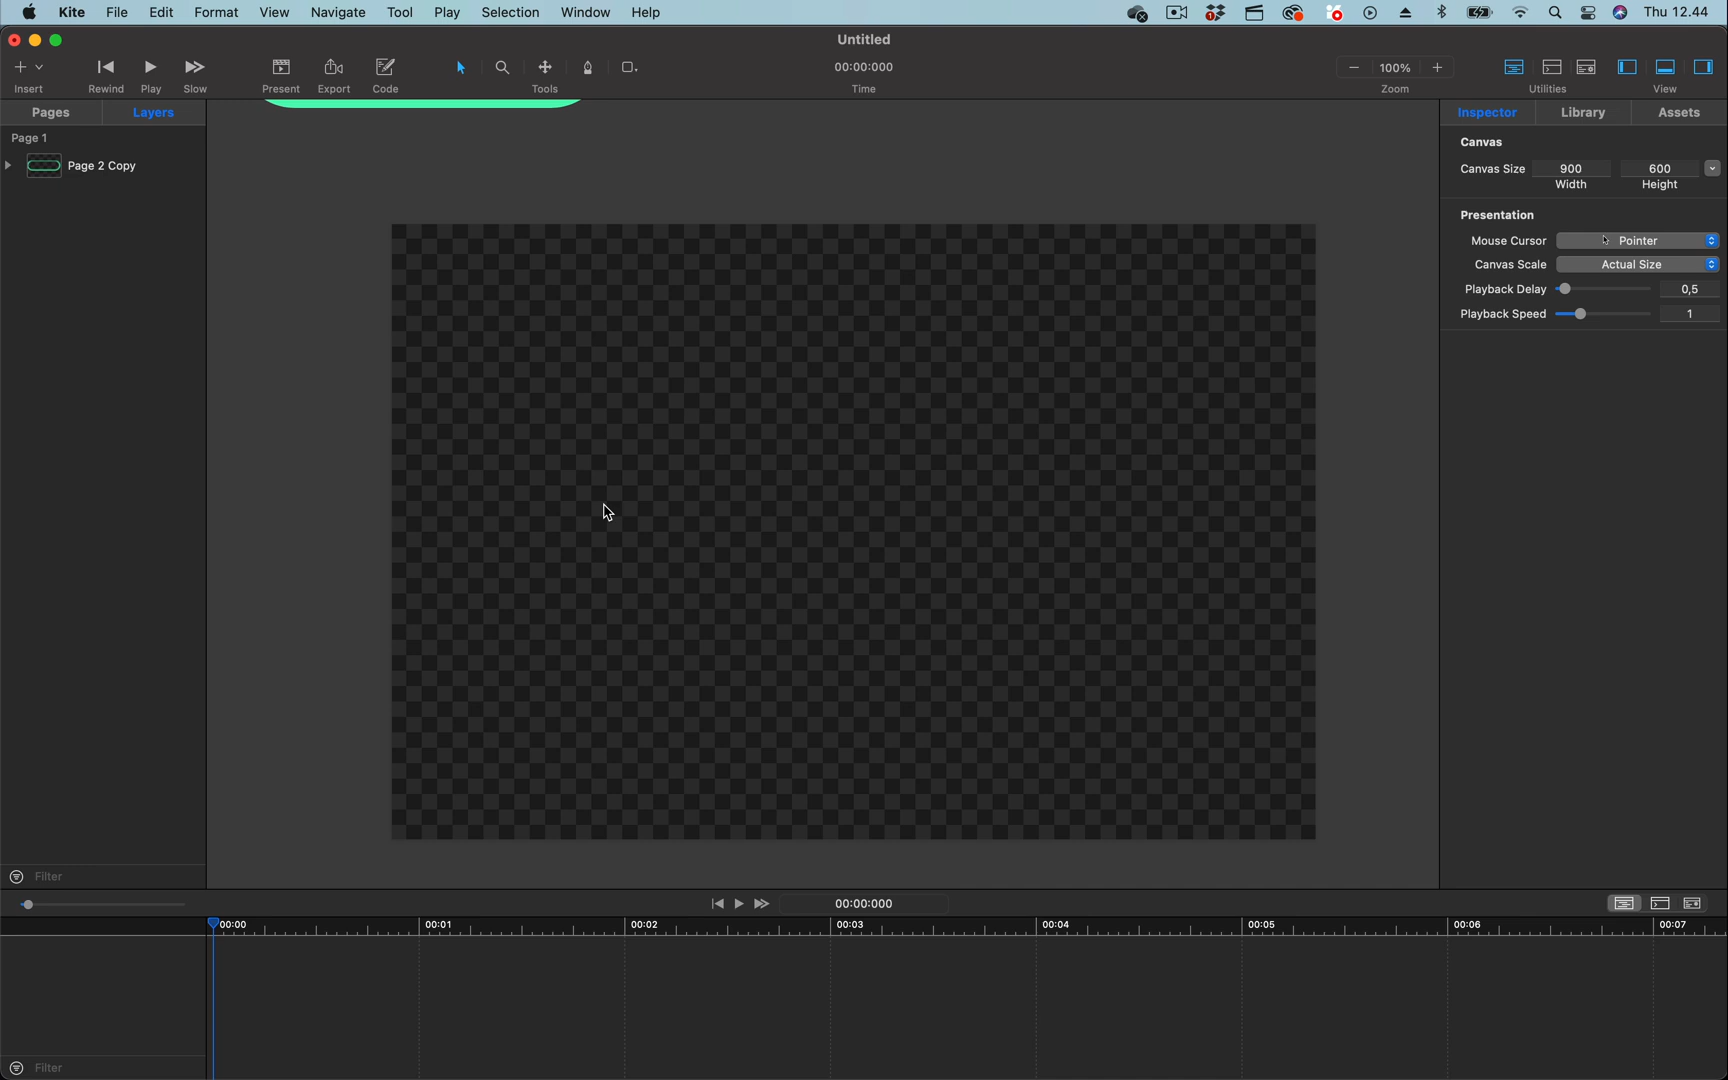 Kite File Edit Format View Navigate Tool Play Selection Window Help Thu 12.44
Untitled
00:00:000 100%
Insert Rewind Play Slow Present Export Code Tools Time Zoom Utilities View
Pages Layers Inspector Library Assets
Page 1
Page 2 Copy
Canvas
Canvas Size 900 600
Width Height
Presentation
Mouse Cursor Pointer
Canvas Scale Actual Size
Playback Delay 0,5
Playback Speed 1
Filter
00:00:000
00:00 00:01 00:02 00:03 00:04 00:05 00:06 00:07
Filter